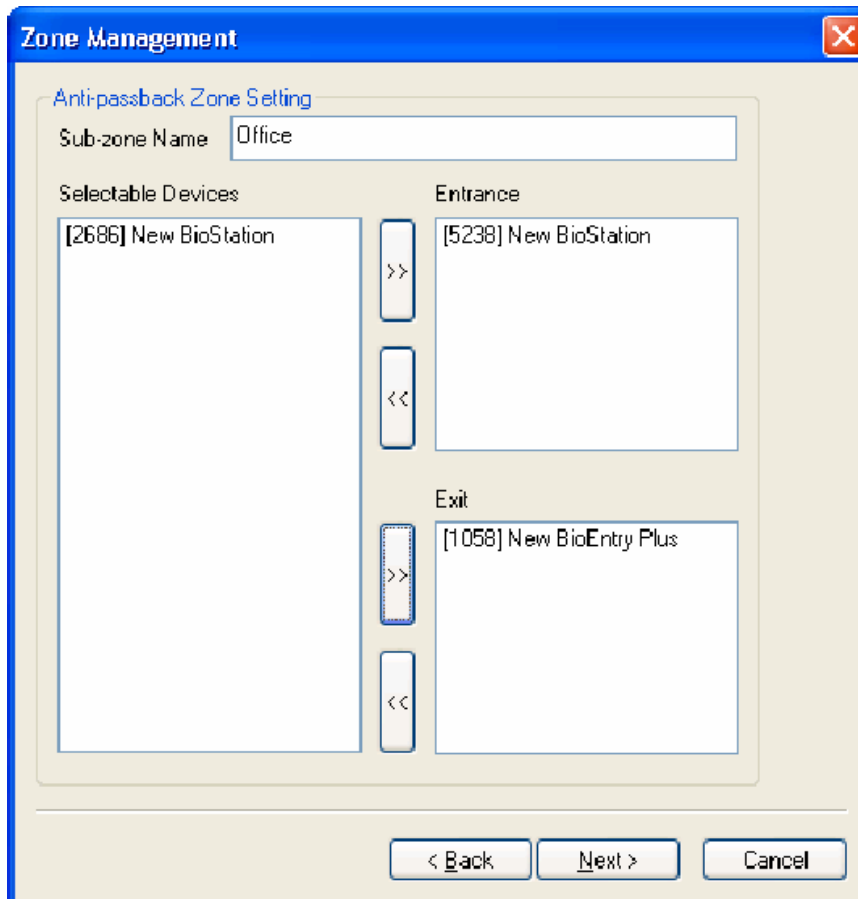 Zone Management
Anti-passback Zone Setting
Sub-zone Name Office
Selectable Devices
[2686] New BioStation
>>
<<
Entrance
[5238] New BioStation
Exit
[1058] New BioEntry Plus
>>
<<
< Back Next > Cancel